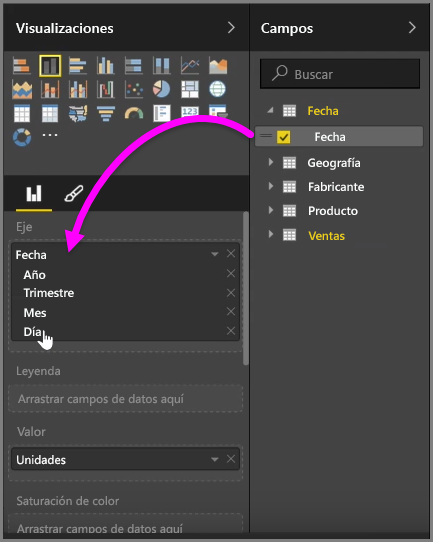 Visualizaciones
Eje
Fecha
Año
Trimestre
Mes
Día
Leyenda
Arrastrar campos de datos aquí
Valor
Unidades
Saturación de color
Arrastrar campos de datos aquí
Campos
Buscar
Fecha
Fecha
Geografía
Fabricante
Producto
Ventas